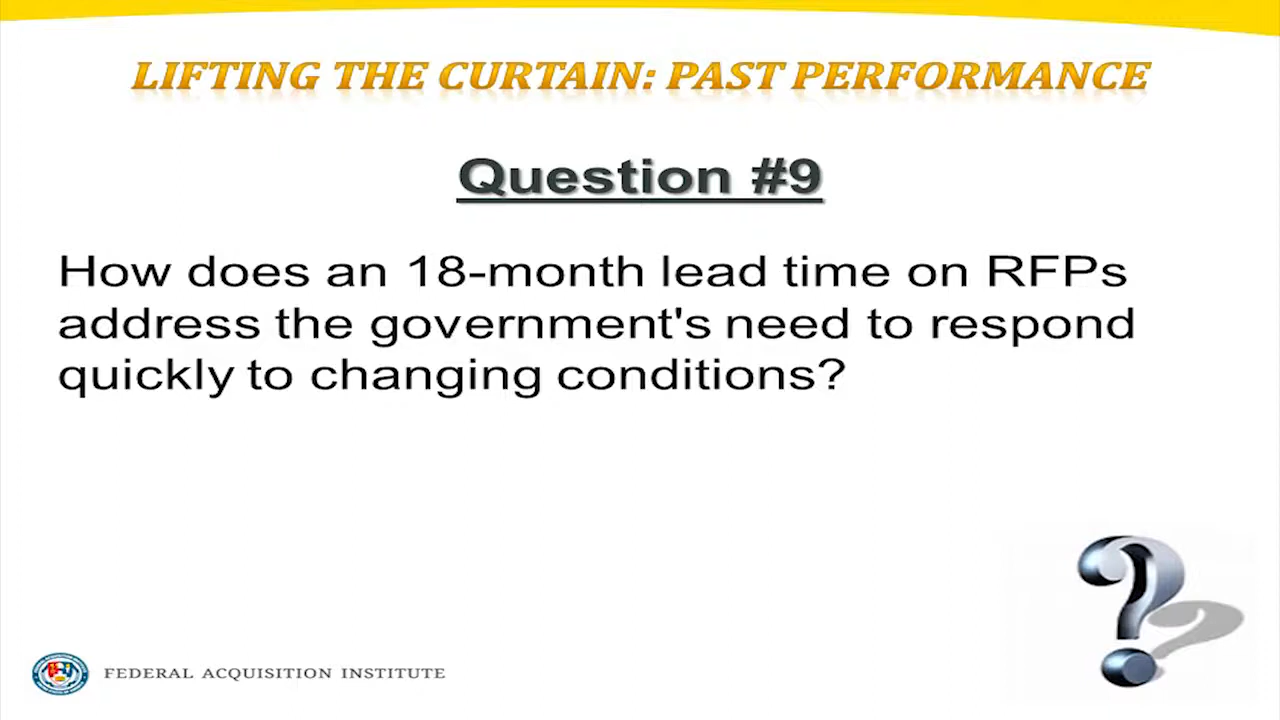 LIFTING THE CURTAIN: PAST PERFORMANCE
Question #9
How does an 18-month lead time on RFPs
address the government's need to respond
quickly to changing conditions?
FEDERAL ACQUISITION INSTITUTE